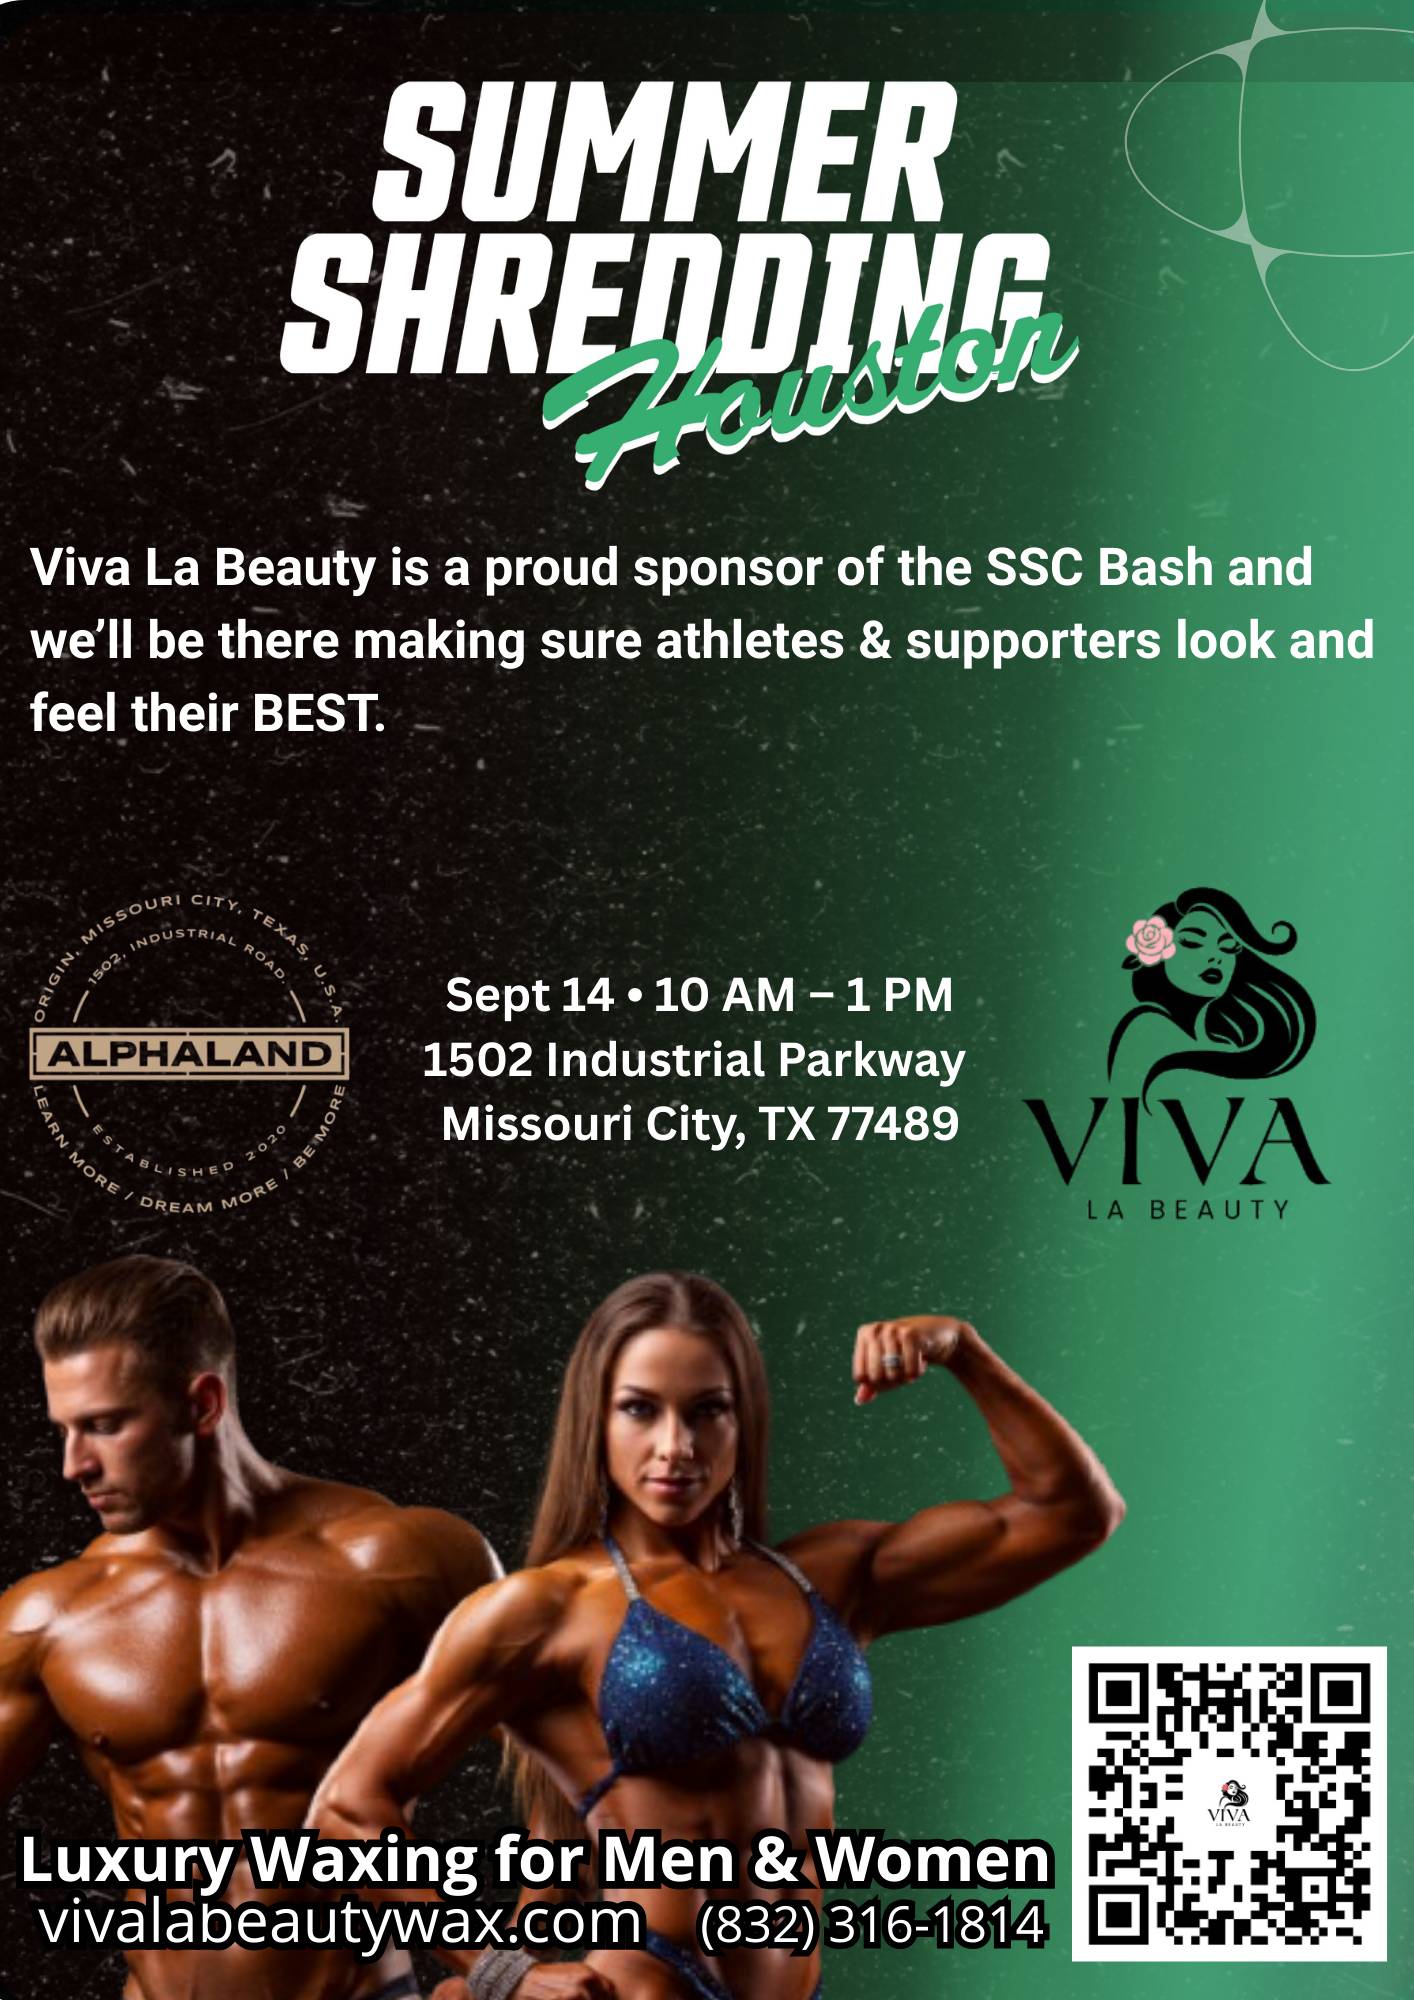 SUMMER
SHREDDING
Houston
Viva La Beauty is a proud sponsor of the SSC Bash and
we’ll be there making sure athletes & supporters look and
feel their BEST.
ORIGIN, MISSOURI CITY, TEXAS, U.S.A.
1502, INDUSTRIAL ROAD.
ALPHALAND
ESTABLISHED 2020
LEARN MORE / DREAM MORE / BE MORE
Sept 14 • 10 AM – 1 PM
1502 Industrial Parkway
Missouri City, TX 77489
VIVA
LA BEAUTY
VIVA
LA BEAUTY
Luxury Waxing for Men & Women
vivalabeautywax.com (832) 316-1814